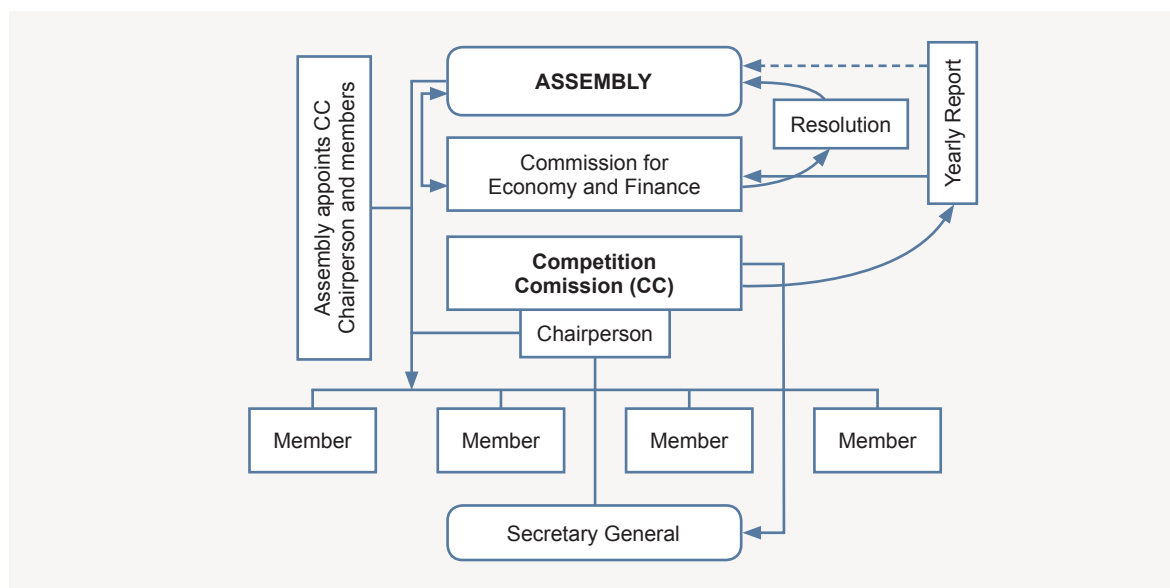 Assembly appoints CC
Chairperson and members
ASSEMBLY
Resolution
Yearly Report
Commission for
Economy and Finance
Competition
Comission (CC)
Chairperson
Member
Member
Member
Member
Secretary General